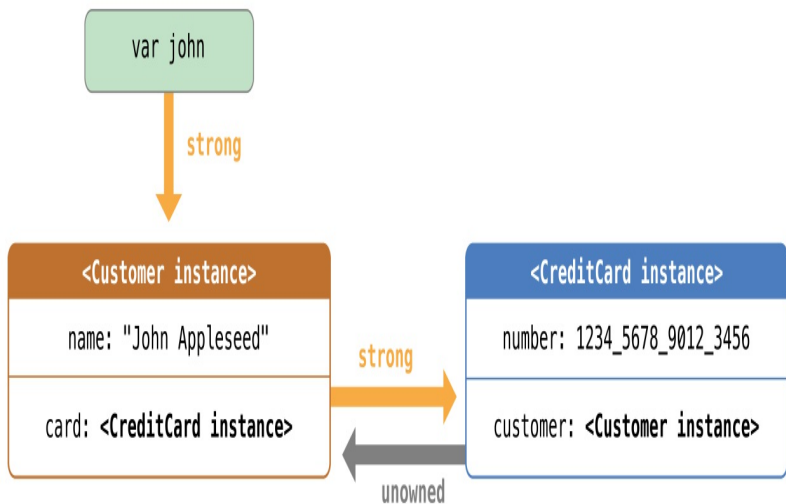 var john
strong
<Customer instance>
name: "John Appleseed"
card: <CreditCard instance>
strong
unowned
<CreditCard instance>
number: 1234_5678_9012_3456
customer: <Customer instance>